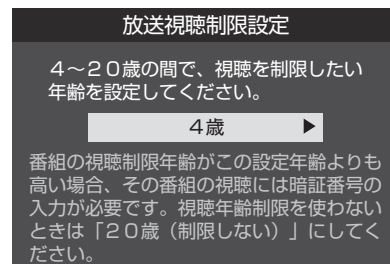 放送視聴制限設定
4～20歳の間で、視聴を制限したい
年齢を設定してください。
4歳 ▶
番組の視聴制限年齢がこの設定年齢よりも
高い場合、その番組の視聴には暗証番号の
入力が必要です。視聴年齢制限を使わない
ときは「20歳（制限しない）」にしてく
ださい。